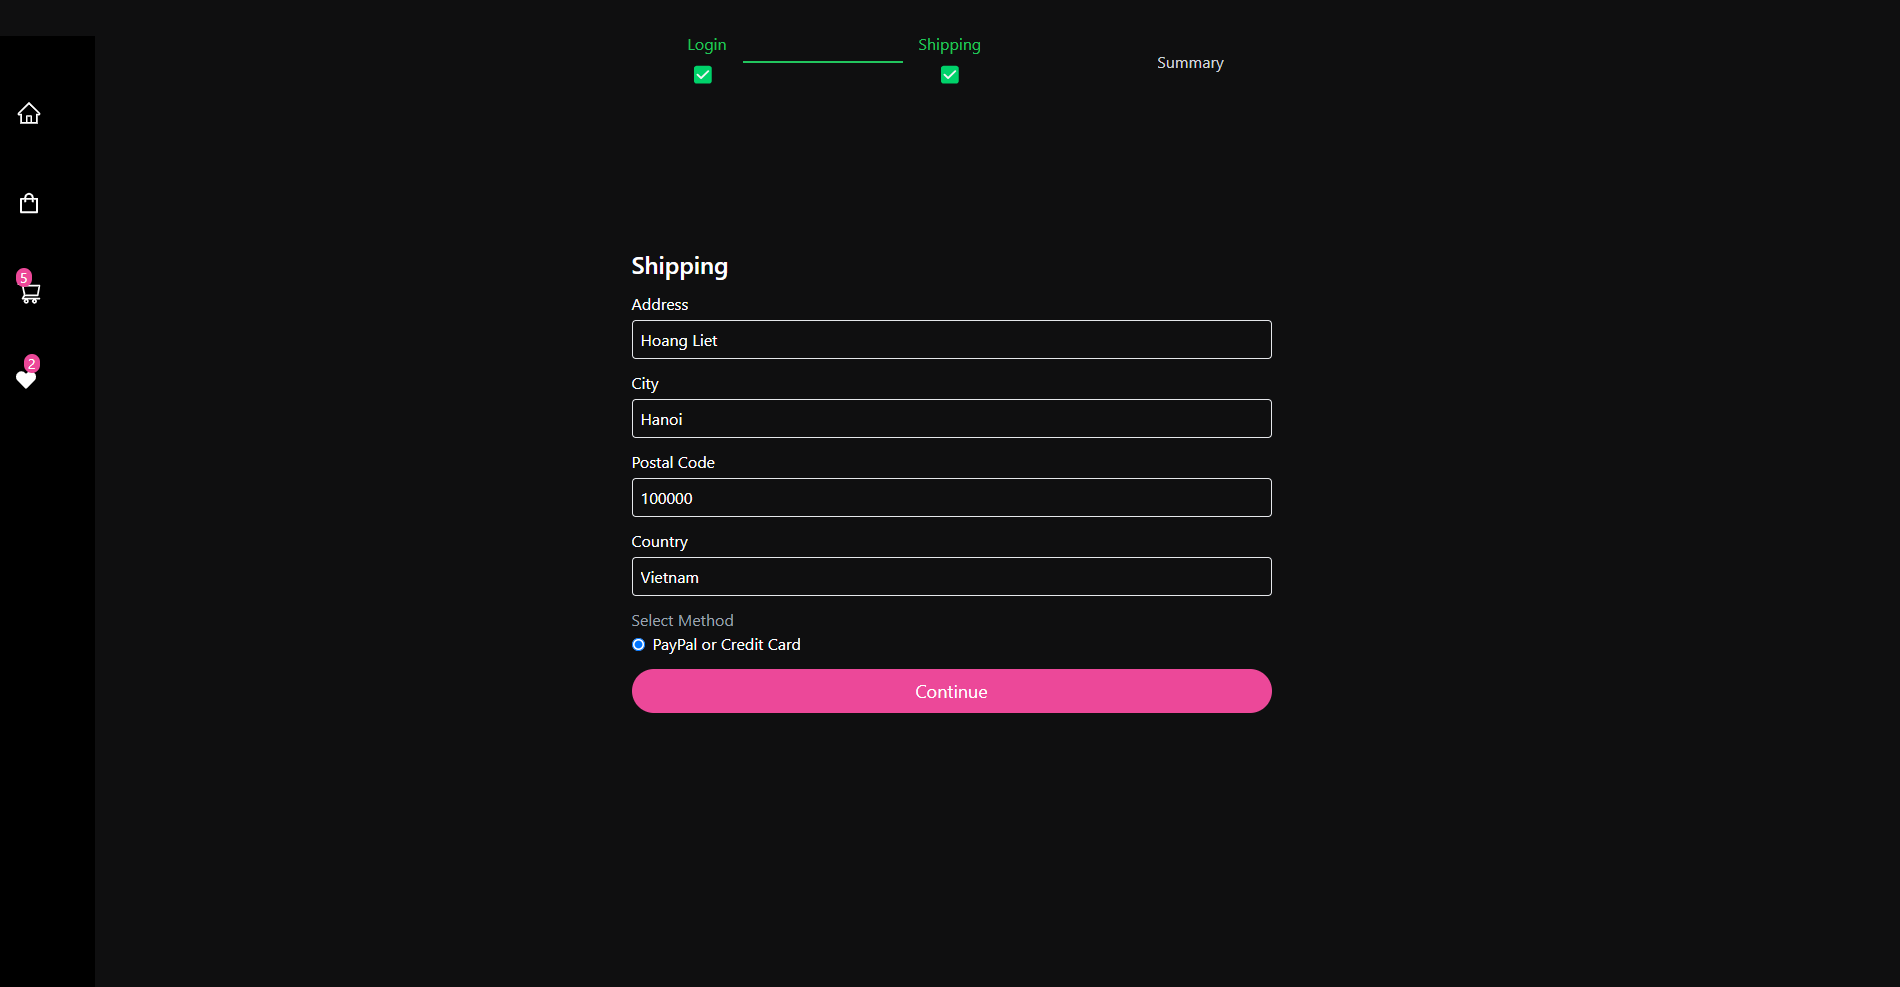 Login
Shipping
Summary
5
2
Shipping
Address
Hoang Liet
City
Hanoi
Postal Code
100000
Country
Vietnam
Select Method
PayPal or Credit Card
Continue